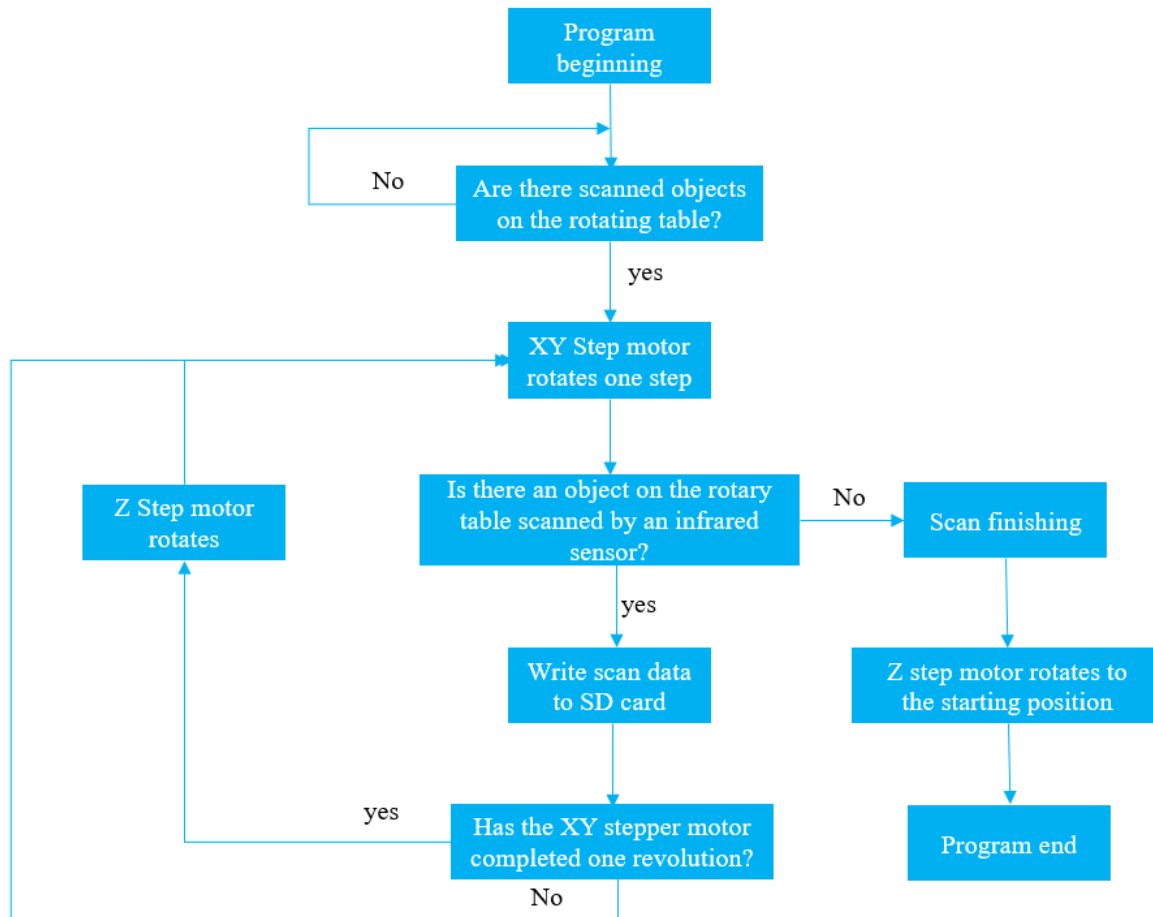 Program
beginning
No
Are there scanned objects
on the rotating table?
yes
XY Step motor
rotates one step
Z Step motor
rotates
Is there an object on the rotary
table scanned by an infrared
sensor?
No
Scan finishing
yes
Write scan data
to SD card
Z step motor rotates to
the starting position
yes
Has the XY stepper motor
completed one revolution?
Program end
No